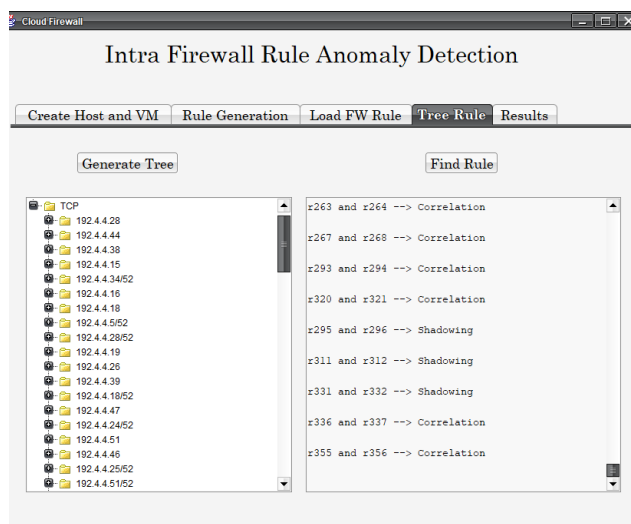 Cloud Firewall
Intra Firewall Rule Anomaly Detection
Create Host and VM Rule Generation Load FW Rule Tree Rule Results
Generate Tree
Find Rule
TCP
192.4.4.28
192.4.4.44
192.4.4.38
192.4.4.15
192.4.4.34/52
192.4.4.16
192.4.4.18
192.4.4.5/52
192.4.4.28/52
192.4.4.19
192.4.4.26
192.4.4.39
192.4.4.18/52
192.4.4.47
192.4.4.24/52
192.4.4.51
192.4.4.46
192.4.4.25/52
192.4.4.51/52
r263 and r264 --> Correlation
r267 and r268 --> Correlation
r293 and r294 --> Correlation
r320 and r321 --> Correlation
r295 and r296 --> Shadowing
r311 and r312 --> Shadowing
r331 and r332 --> Shadowing
r336 and r337 --> Correlation
r355 and r356 --> Correlation